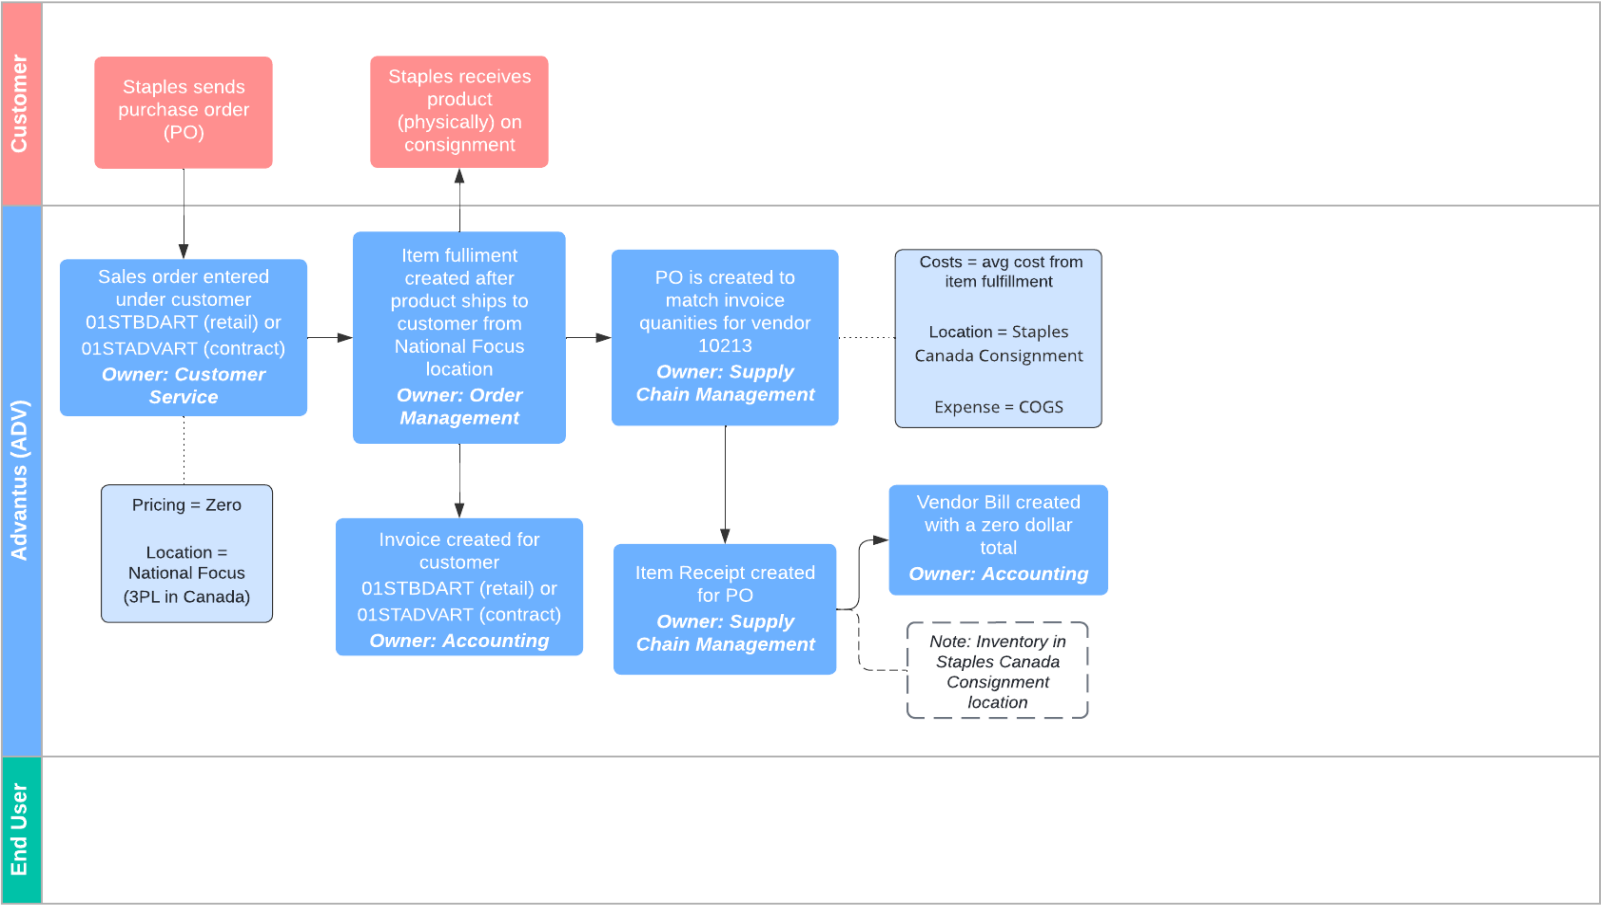 Customer
Staples sends
purchase order
(PO)
Staples receives
product
(physically) on
consignment
Advantus (ADV)
Sales order entered
under customer
01STBDART (retail) or
01STADVART (contract)
Owner: Customer
Service
Item fulliment
created after
product ships to
customer from
National Focus
location
Owner: Order
Management
PO is created to
match invoice
quanities for vendor
10213
Owner: Supply
Chain Management
Costs = avg cost from
item fulfillment
Location = Staples
Canada Consignment
Expense = COGS
Pricing = Zero
Location =
National Focus
(3PL in Canada)
Invoice created for
customer
01STBDART (retail) or
01STADVART (contract)
Owner: Accounting
Item Receipt created
for PO
Owner: Supply
Chain Management
Vendor Bill created
with a zero dollar
total
Owner: Accounting
Note: Inventory in
Staples Canada
Consignment
location
End User